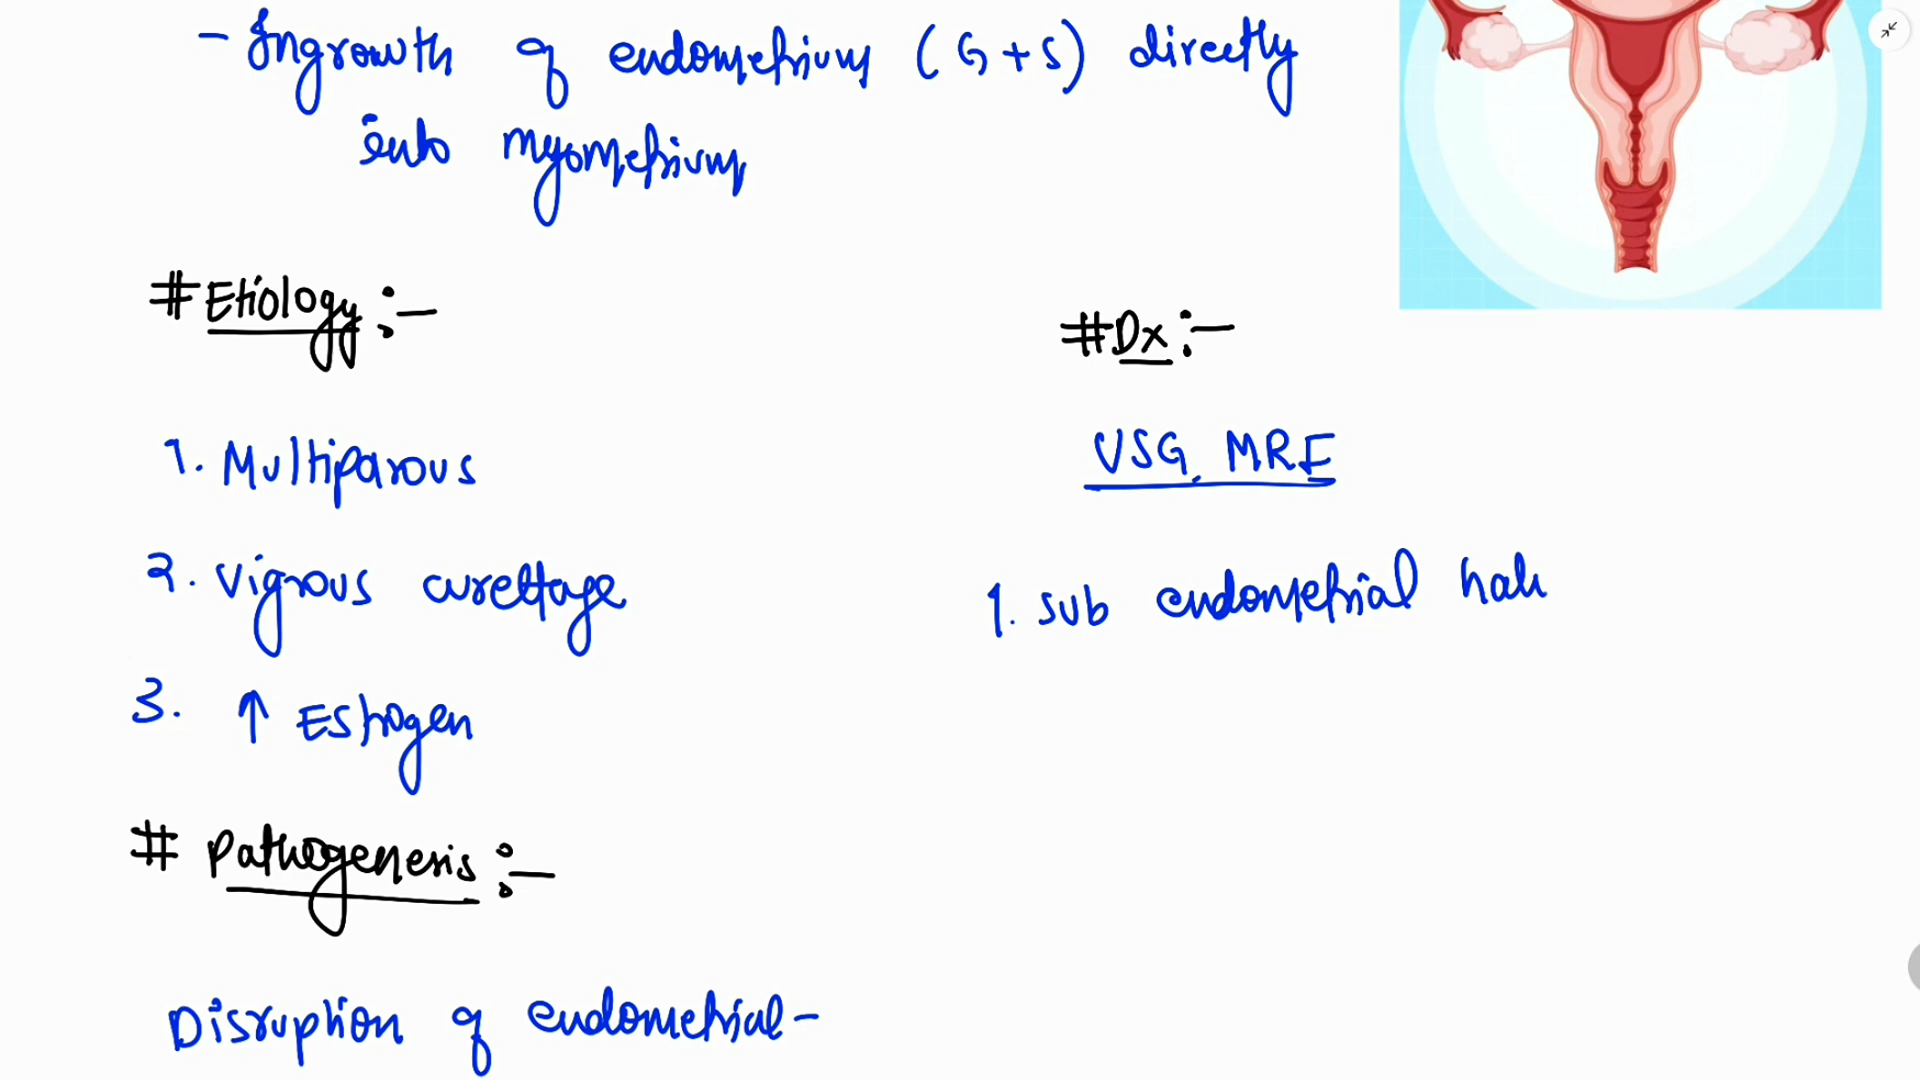 - Ingrowth of endometrium (G+S) directly
into myometrium
# Etiology :-
1. Multiparous
2. Vigrous curettage
3. ↑ Estrogen
# Pathogenesis :-
Disruption of endometrial -
# Dx :-
USG, MRI
1. sub endometrial halo